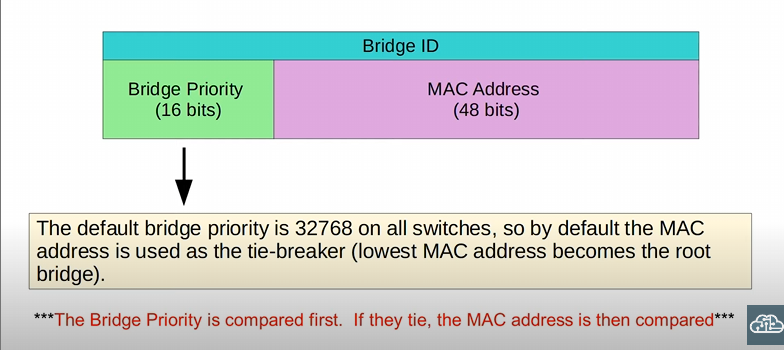 Bridge ID
Bridge Priority
(16 bits)
MAC Address
(48 bits)
The default bridge priority is 32768 on all switches, so by default the MAC
address is used as the tie-breaker (lowest MAC address becomes the root
bridge).
***The Bridge Priority is compared first.  If they tie, the MAC address is then compared***